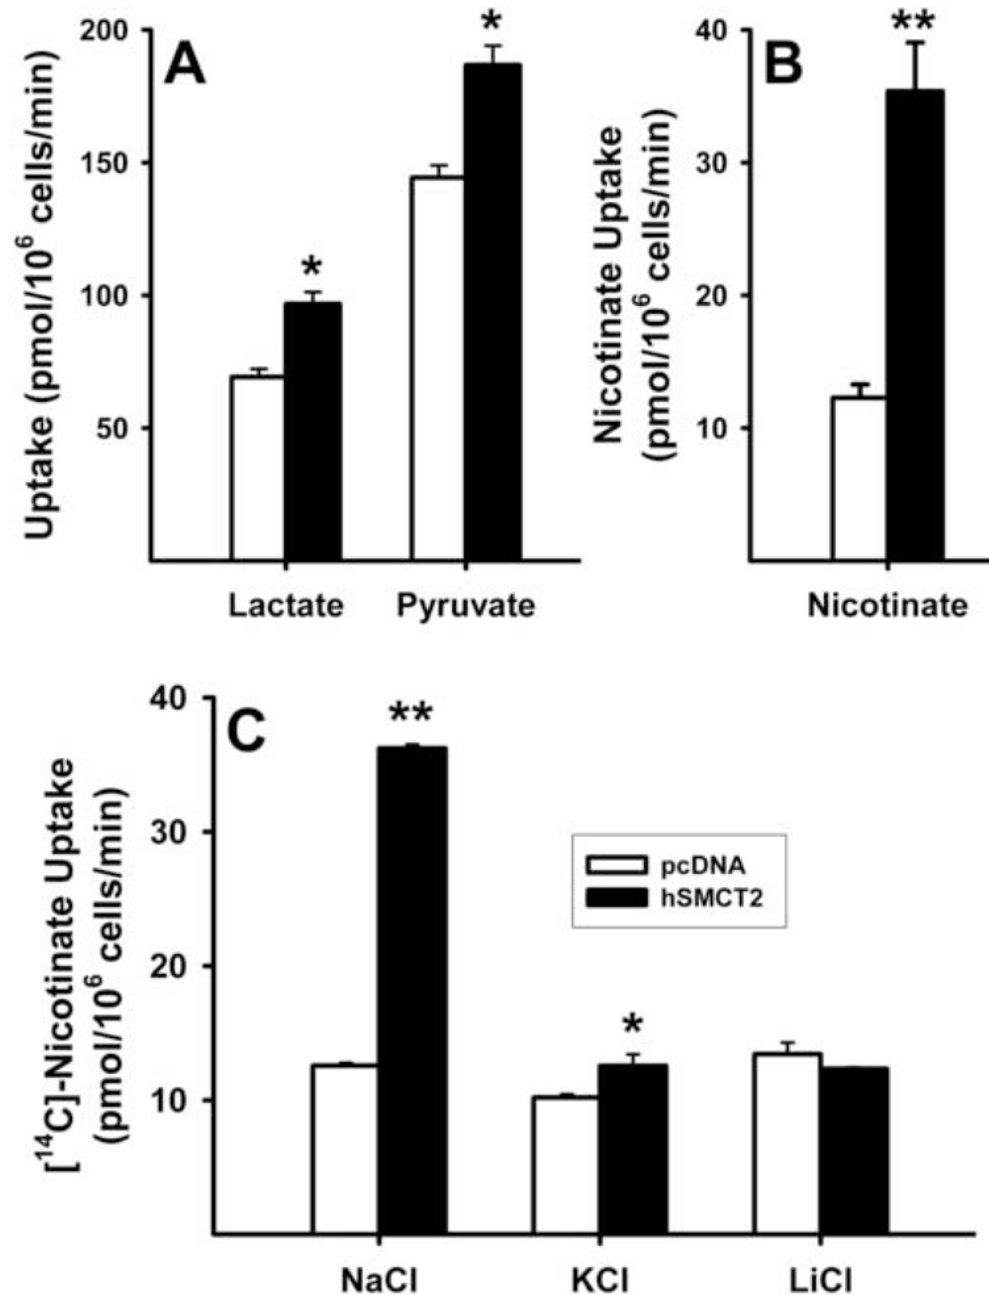 A
Uptake (pmol/10⁶ cells/min)
200
150
100
50
*
*
Lactate
Pyruvate
B
Nicotinate Uptake
(pmol/10⁶ cells/min)
40
30
20
10
**
Nicotinate
C
[¹⁴C]-Nicotinate Uptake
(pmol/10⁶ cells/min)
40
30
20
10
**
*
pcDNA
hSMCT2
NaCl
KCl
LiCl